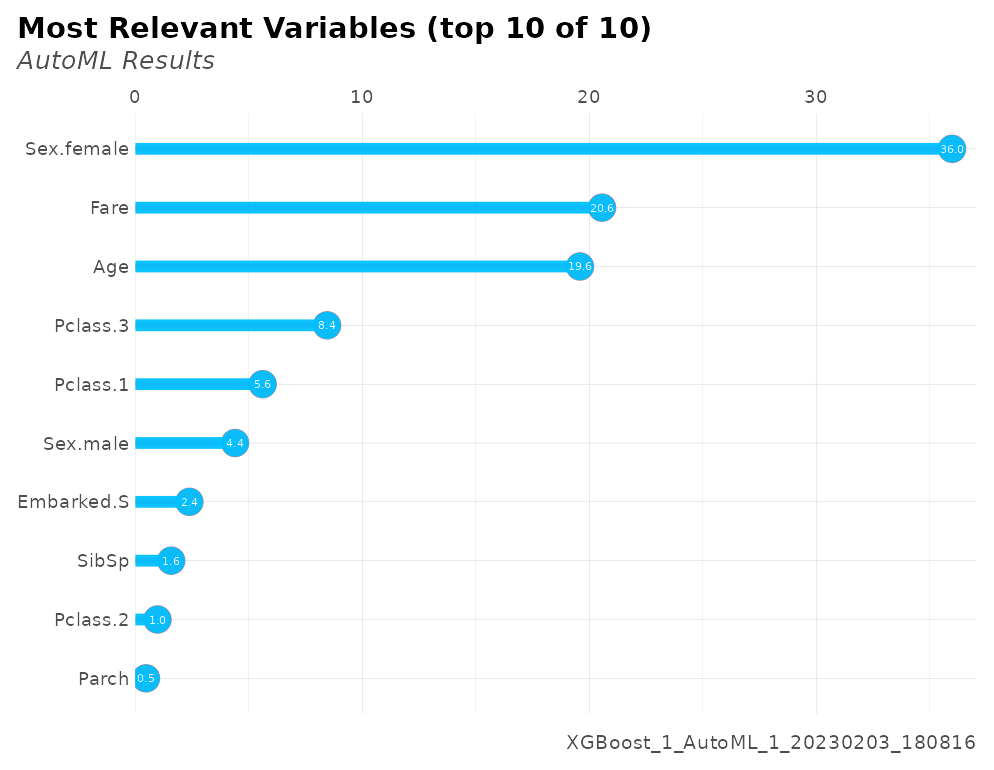 Most Relevant Variables (top 10 of 10)
AutoML Results
0 10 20 30
Sex.female 36.0
Fare 20.6
Age 19.6
Pclass.3 8.4
Pclass.1 5.6
Sex.male 4.4
Embarked.S 2.4
SibSp 1.6
Pclass.2 1.0
Parch 0.5
XGBoost_1_AutoML_1_20230203_180816